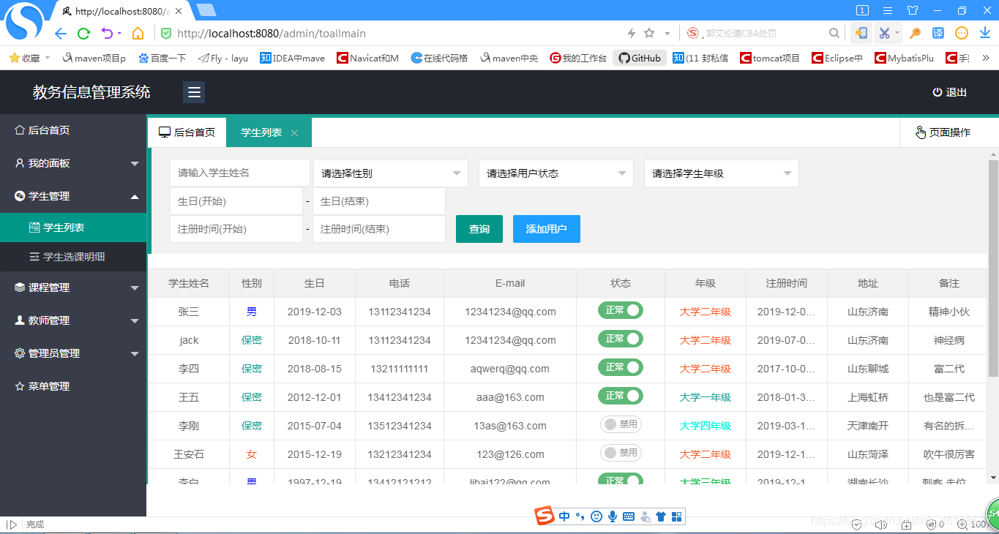 http://localhost:8080/a
1
http://localhost:8080/admin/toallmain
郭艾伦遭CBA处罚
译
收藏 maven项目p 百度一下 Fly - layu 知 IDEA中mave C Navicat和M C 在线代码格 maven中央 G 我的工作台 GitHub 知 (11 封私信 C tomcat项目 C Eclipse中 C MybatisPlu C 手把
教务信息管理系统
退出
后台首页
我的面板
学生管理
学生列表
学生选课明细
课程管理
教师管理
管理员管理
菜单管理
后台首页 学生列表 页面操作
请输入学生姓名 请选择性别 请选择用户状态 请选择学生年级
生日(开始) - 生日(结束)
注册时间(开始) - 注册时间(结束) 查询 添加用户
学生姓名 性别 生日 电话 E-mail 状态 年级 注册时间 地址 备注
张三 男 2019-12-03 13112341234 12341234@qq.com 正常 大学二年级 2019-12-0... 山东济南 精神小伙
jack 保密 2018-10-11 13112341234 12341234@qq.com 正常 大学二年级 2019-07-0... 山东济南 神经病
李四 保密 2018-08-15 13211111111 aqwerq@qq.com 正常 大学二年级 2017-10-0... 山东聊城 富二代
王五 保密 2012-12-01 13412341234 aaa@163.com 正常 大学一年级 2018-01-3... 上海虹桥 也是富二代
李刚 保密 2015-07-04 13512341234 13as@163.com 禁用 大学四年级 2019-03-1... 天津南开 有名的拆...
王安石 女 2015-12-19 13212341234 123@126.com 禁用 大学二年级 2019-12-1... 山东菏泽 吹牛很厉害
李白 男 1997-12-19 13412121212 libai122@qq.com 正常 大学三年级 2019-12-1... 湖南长沙 刺客,走位...
中
54
完成
0
100%